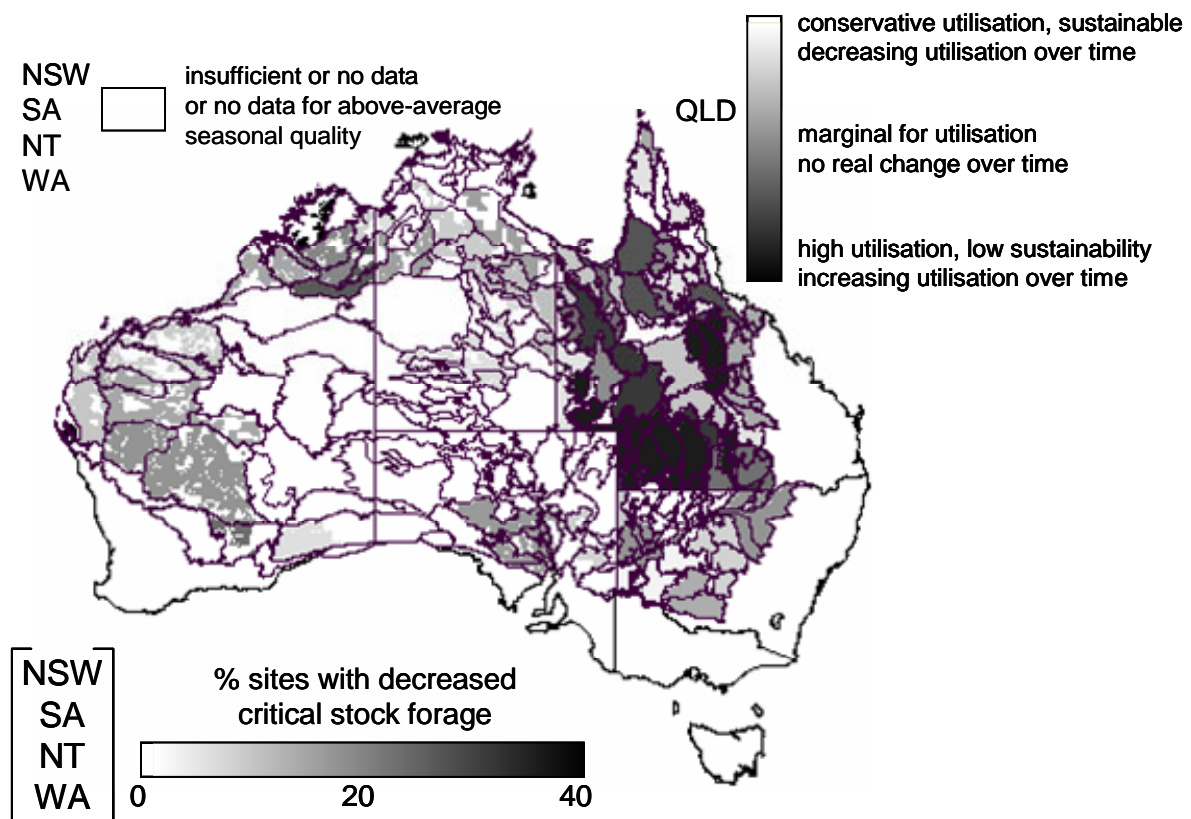 NSW
SA
NT
WA
insufficient or no data
or no data for above-average
seasonal quality
QLD
conservative utilisation, sustainable
decreasing utilisation over time
marginal for utilisation
no real change over time
high utilisation, low sustainability
increasing utilisation over time
NSW
SA
NT
WA
% sites with decreased
critical stock forage
0 20 40